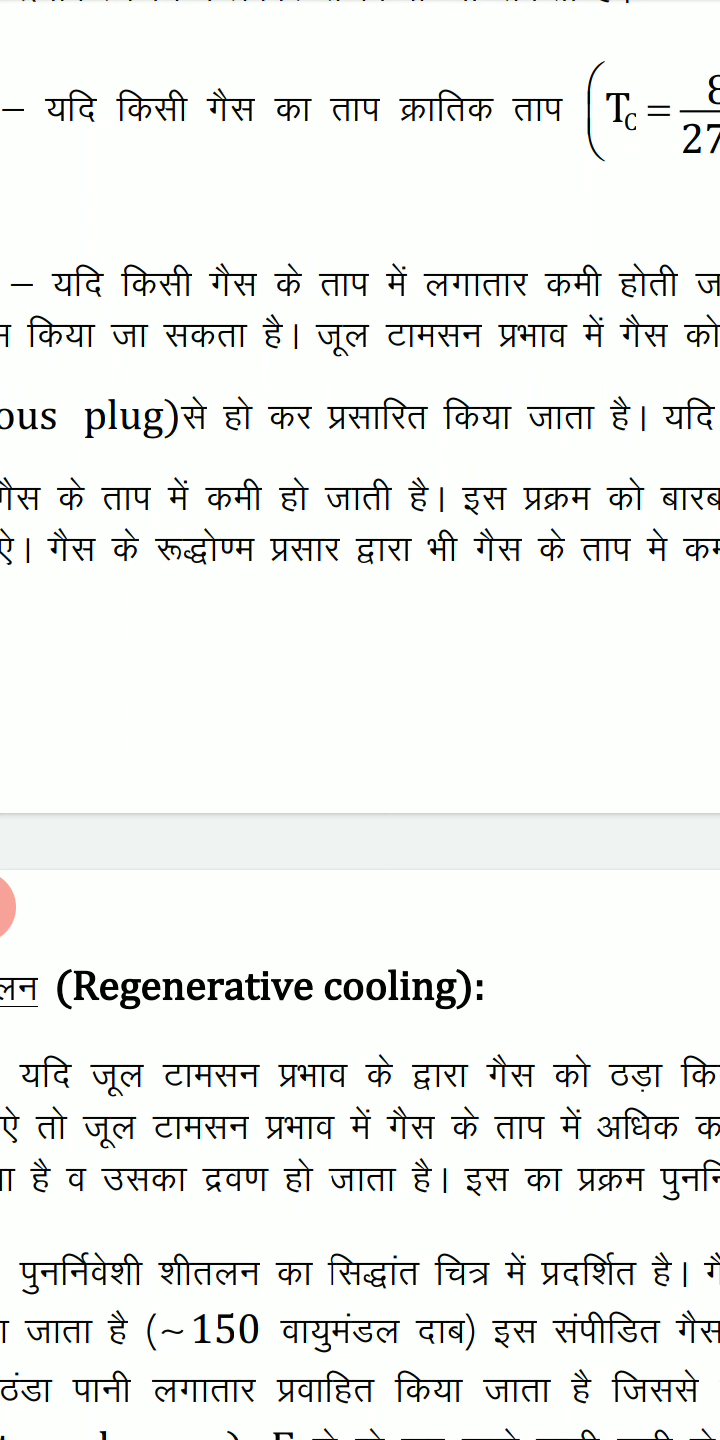 – यदि किसी गैस का ताप क्रातिक ताप (T_C = 8/27
– यदि किसी गैस के ताप में लगातार कमी होती ज
किया जा सकता है। जूल टामसन प्रभाव में गैस को
ous plug)से हो कर प्रसारित किया जाता है। यदि
गैस के ताप में कमी हो जाती है। इस प्रक्रम को बारब
ऐ। गैस के रूद्धोण्म प्रसार द्वारा भी गैस के ताप मे कम
लन (Regenerative cooling):
यदि जूल टामसन प्रभाव के द्वारा गैस को ठड़ा कि
ऐ तो जूल टामसन प्रभाव में गैस के ताप में अधिक क
ा है व उसका द्रवण हो जाता है। इस का प्रक्रम पुनर्नि
पुनर्निवेशी शीतलन का सिद्धांत चित्र में प्रदर्शित है। गै
ा जाता है (~150 वायुमंडल दाब) इस संपीडित गैस
ठंडा पानी लगातार प्रवाहित किया जाता है जिससे